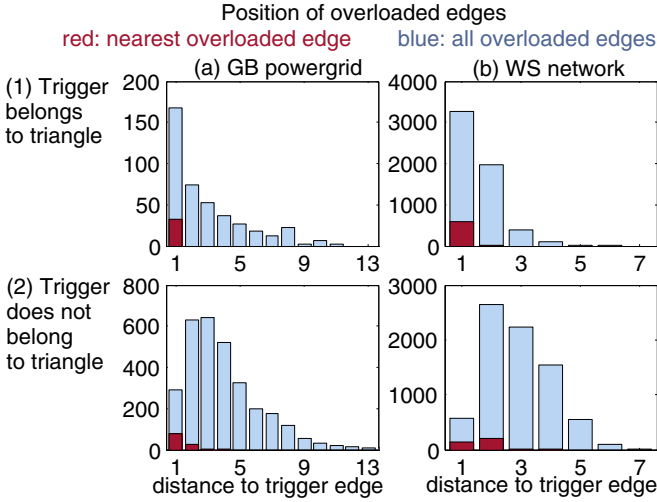 Position of overloaded edges
red: nearest overloaded edge
blue: all overloaded edges
(a) GB powergrid
(b) WS network
(1) Trigger
belongs
to triangle
200
150
100
50
0
1 5 9 13
4000
3000
2000
1000
0
1 3 5 7
(2) Trigger
does not
belong
to triangle
800
600
400
200
0
1 5 9 13
distance to trigger edge
3000
2000
1000
0
1 3 5 7
distance to trigger edge